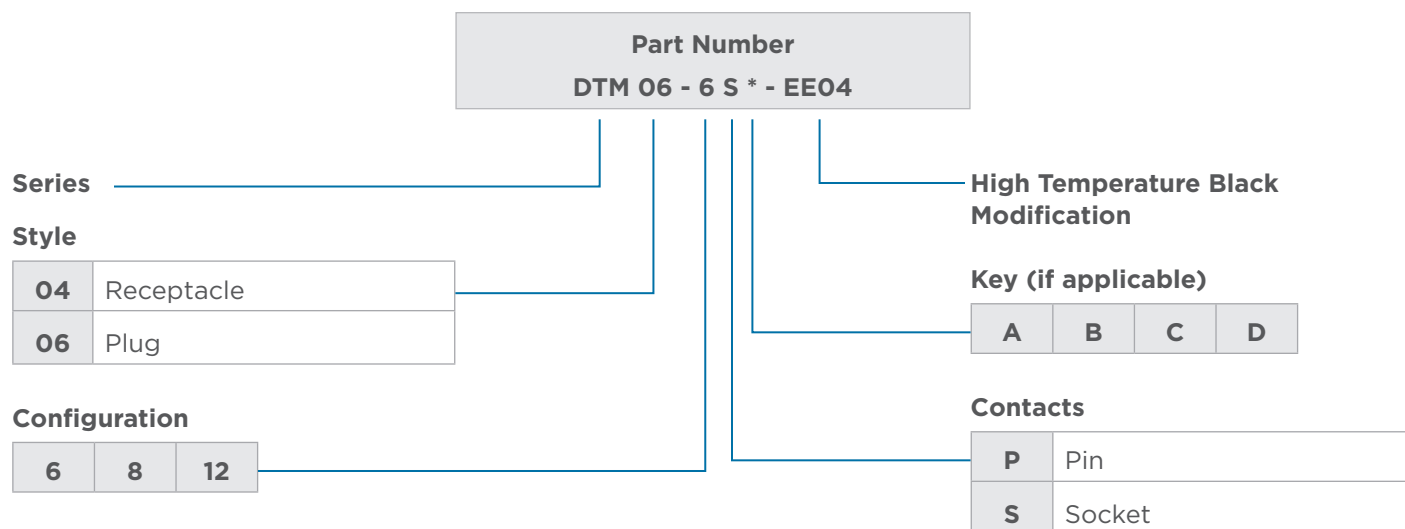 Part Number
DTM 06 - 6 S * - EE04
Series
Style
04 Receptacle
06 Plug
Configuration
6 8 12
High Temperature Black
Modification
Key (if applicable)
A B C D
Contacts
P Pin
S Socket